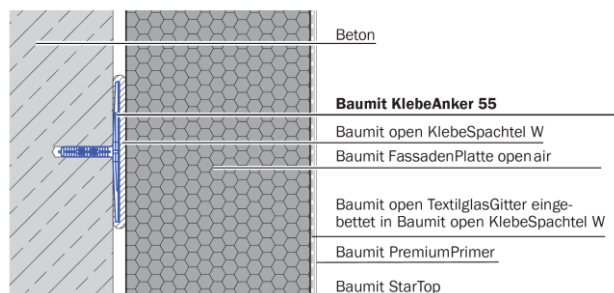 Beton
Baumit KlebeAnker 55
Baumit open KlebeSpachtel W
Baumit FassadenPlatte open air
Baumit open TextilglasGitter einge-
bettet in Baumit open KlebeSpachtel W
Baumit PremiumPrimer
Baumit StarTop